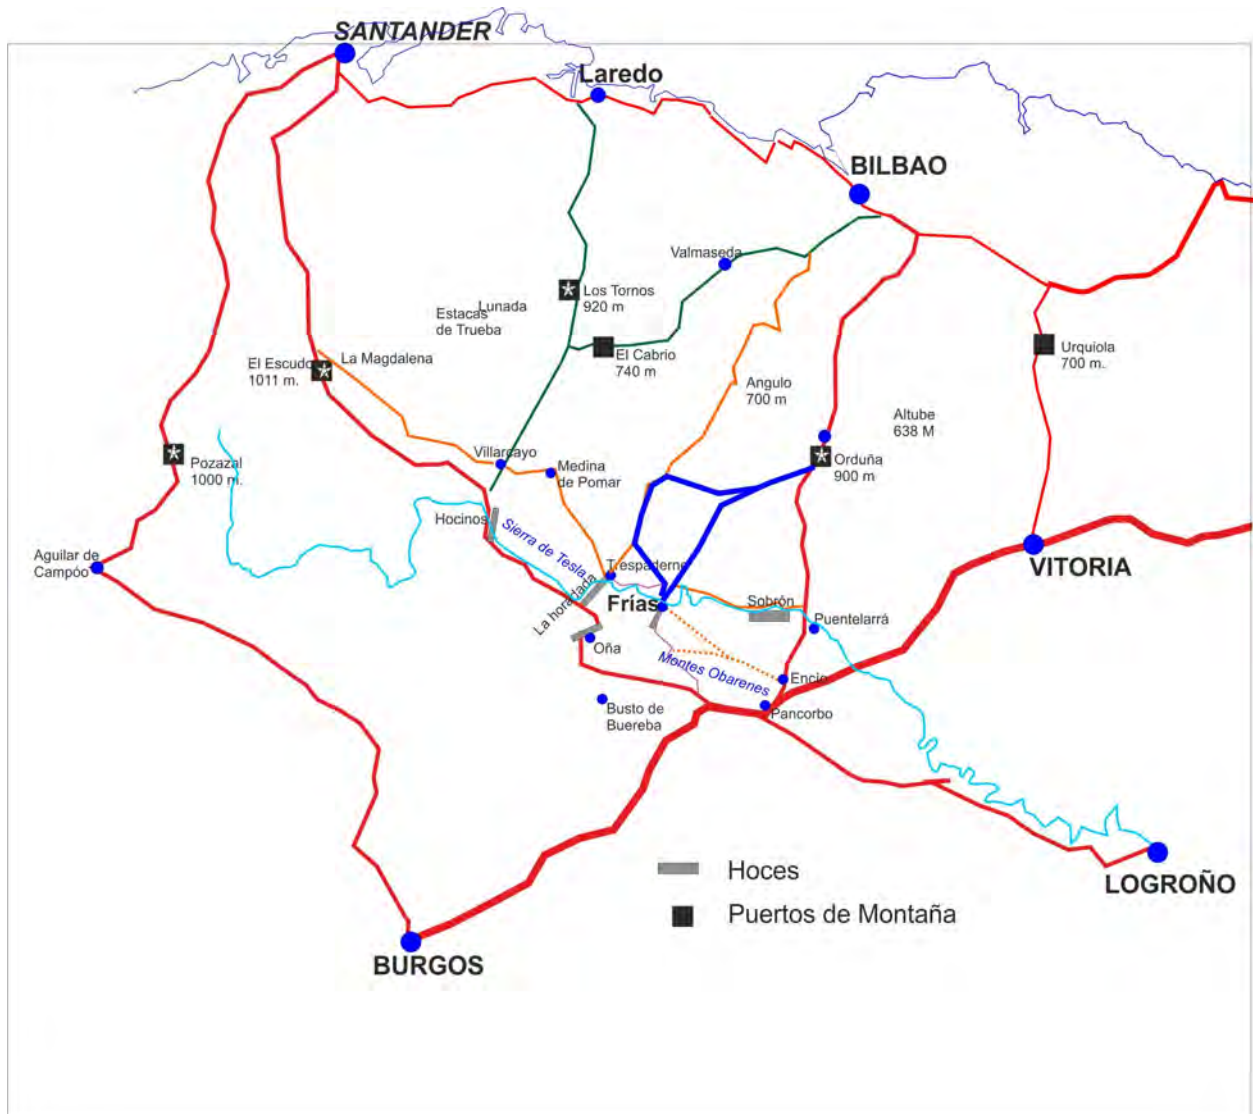 SANTANDER
Laredo
BILBAO
Valmaseda
Los Tornos
920 m
Lunada
Estacas
de Trueba
El Cabrio
740 m
Urquiola
700 m.
La Magdalena
El Escudo
1011 m.
Angulo
700 m
Altube
638 M
Villarcayo
Medina
de Pomar
Orduña
900 m
Pozazal
1000 m.
Hocinos
Sierra de Tesla
Aguilar de
Campóo
Trespaderne
VITORIA
La horadada
Frías
Sobrón
Puentelarrá
Oña
Montes Obarenes
Encio
Busto de
Buereba
Pancorbo
Hoces
LOGROÑO
Puertos de Montaña
BURGOS